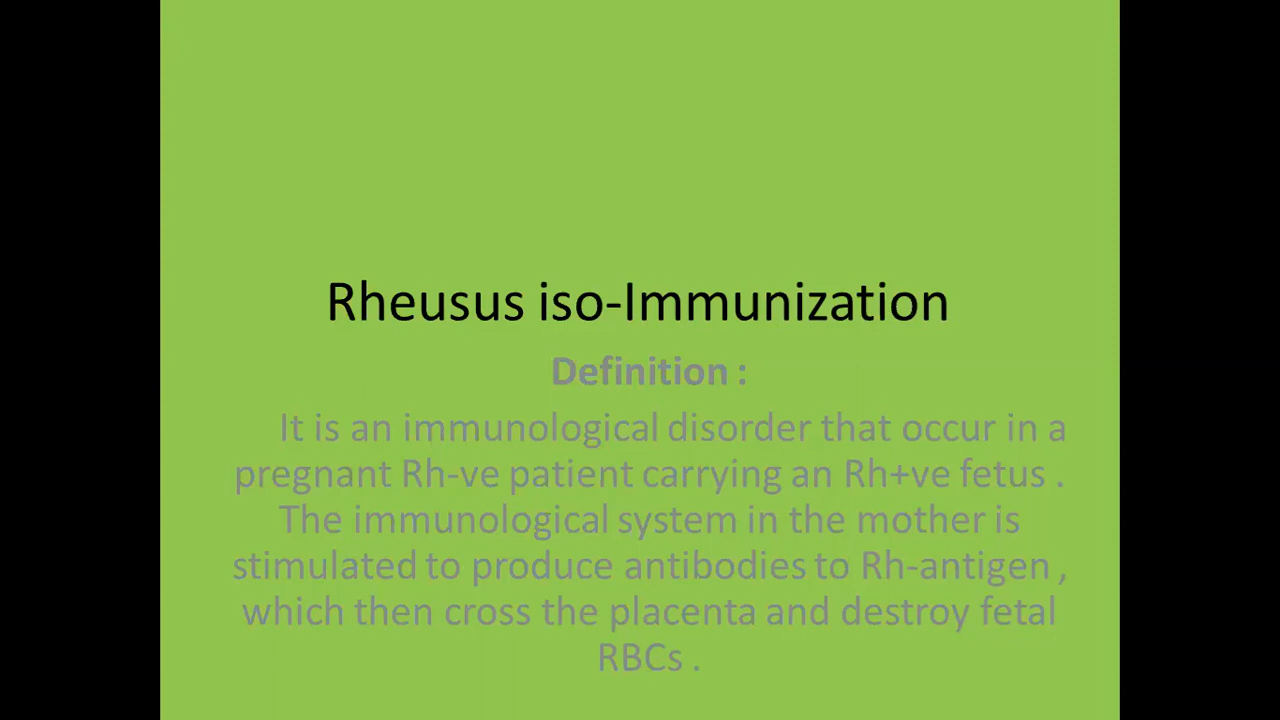 Rheusus iso-Immunization
Definition :
It is an immunological disorder that occur in a
pregnant Rh-ve patient carrying an Rh+ve fetus .
The immunological system in the mother is
stimulated to produce antibodies to Rh-antigen ,
which then cross the placenta and destroy fetal
RBCs .